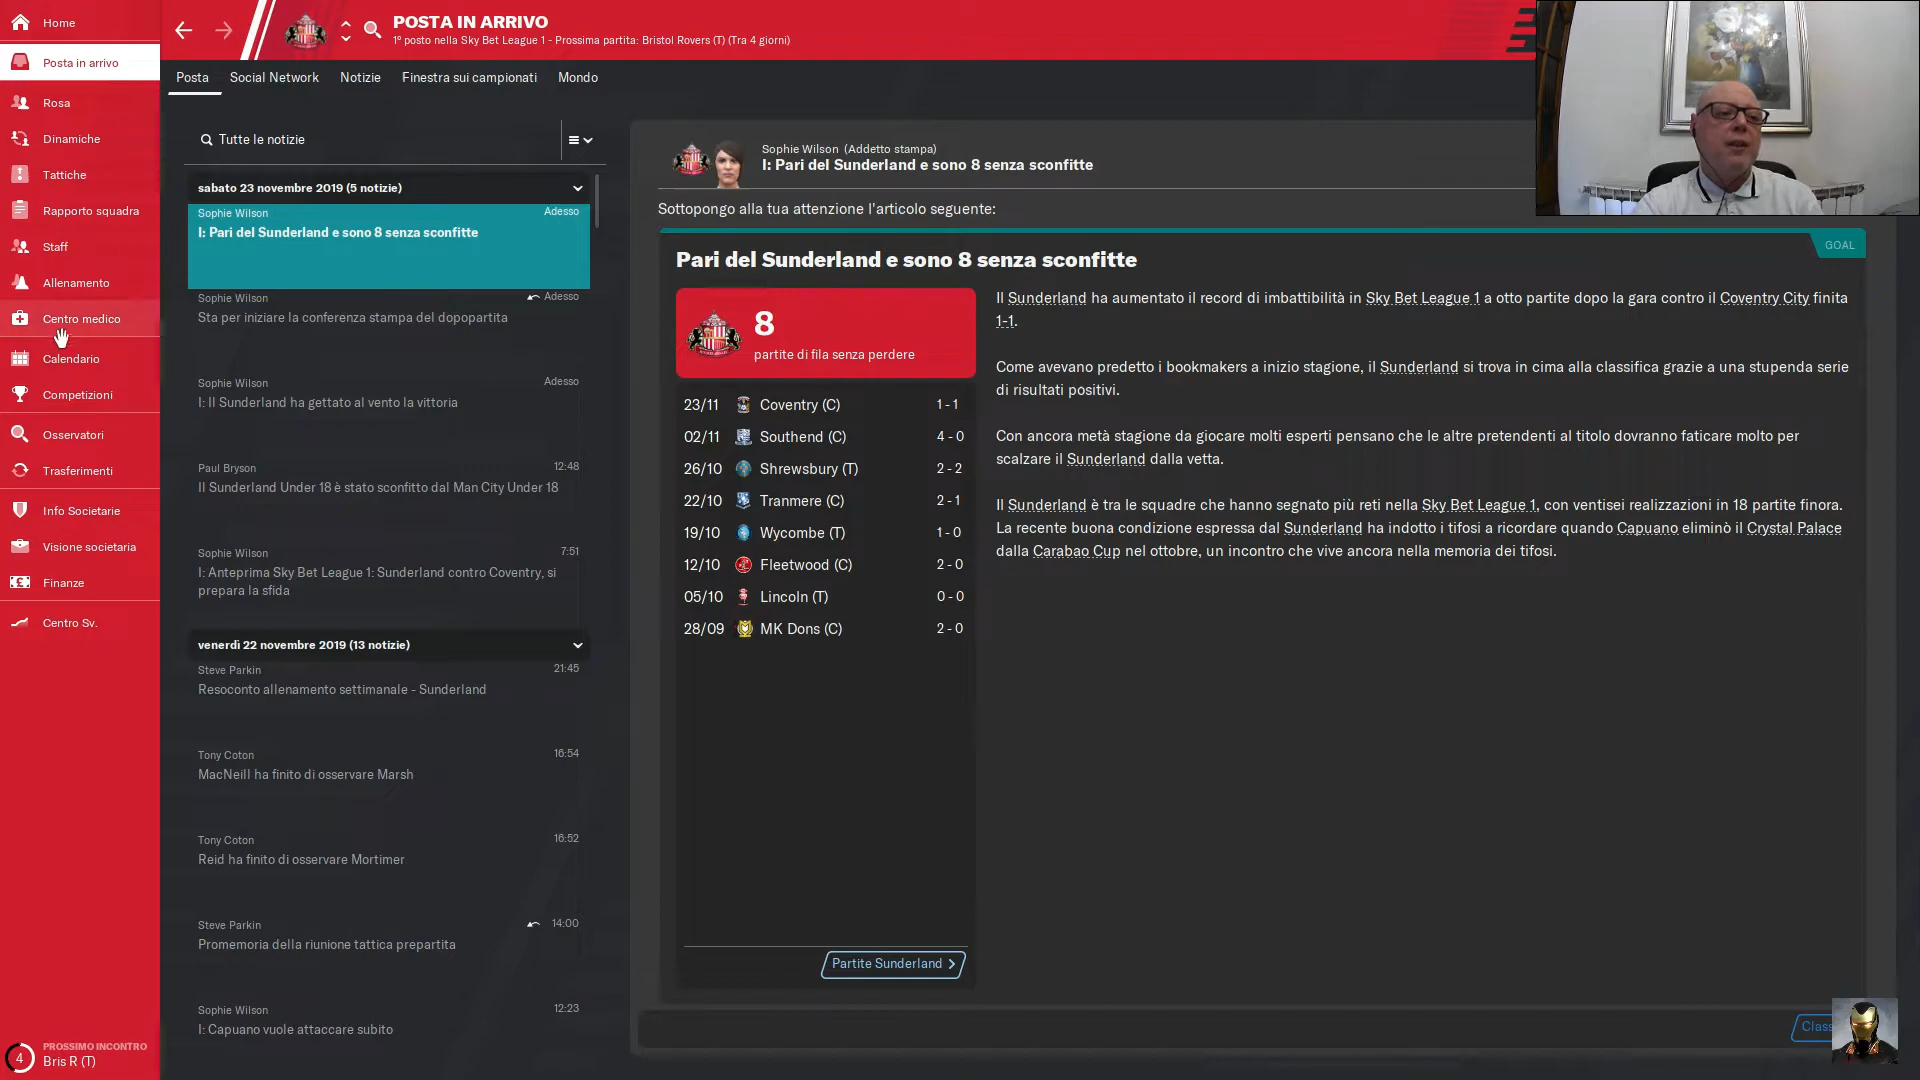 Home
Posta in arrivo
Rosa
Dinamiche
Tattiche
Rapporto squadra
Staff
Allenamento
Centro medico
Calendario
Competizioni
Osservatori
Trasferimenti
Info Societarie
Visione societaria
Finanze
Centro Sv.
4
PROSSIMO INCONTRO
Bris R (T)
POSTA IN ARRIVO
1º posto nella Sky Bet League 1 - Prossima partita: Bristol Rovers (T) (Tra 4 giorni)
Posta Social Network Notizie Finestra sui campionati Mondo
Tutte le notizie
sabato 23 novembre 2019 (5 notizie)
Sophie Wilson Adesso
I: Pari del Sunderland e sono 8 senza sconfitte
Sophie Wilson Adesso
Sta per iniziare la conferenza stampa del dopopartita
Sophie Wilson Adesso
I: Il Sunderland ha gettato al vento la vittoria
Paul Bryson 12:48
Il Sunderland Under 18 è stato sconfitto dal Man City Under 18
Sophie Wilson 7:51
I: Anteprima Sky Bet League 1: Sunderland contro Coventry, si
prepara la sfida
venerdì 22 novembre 2019 (13 notizie)
Steve Parkin 21:45
Resoconto allenamento settimanale - Sunderland
Tony Coton 16:54
MacNeill ha finito di osservare Marsh
Tony Coton 16:52
Reid ha finito di osservare Mortimer
Steve Parkin 14:00
Promemoria della riunione tattica prepartita
Sophie Wilson 12:23
I: Capuano vuole attaccare subito
Sophie Wilson (Addetto stampa)
I: Pari del Sunderland e sono 8 senza sconfitte
Sottopongo alla tua attenzione l'articolo seguente:
GOAL
Pari del Sunderland e sono 8 senza sconfitte
8
partite di fila senza perdere
23/11 Coventry (C) 1 - 1
02/11 Southend (C) 4 - 0
26/10 Shrewsbury (T) 2 - 2
22/10 Tranmere (C) 2 - 1
19/10 Wycombe (T) 1 - 0
12/10 Fleetwood (C) 2 - 0
05/10 Lincoln (T) 0 - 0
28/09 MK Dons (C) 2 - 0
Partite Sunderland
Il Sunderland ha aumentato il record di imbattibilità in Sky Bet League 1 a otto partite dopo la gara contro il Coventry City finita
1-1.
Come avevano predetto i bookmakers a inizio stagione, il Sunderland si trova in cima alla classifica grazie a una stupenda serie
di risultati positivi.
Con ancora metà stagione da giocare molti esperti pensano che le altre pretendenti al titolo dovranno faticare molto per
scalzare il Sunderland dalla vetta.
Il Sunderland è tra le squadre che hanno segnato più reti nella Sky Bet League 1, con ventisei realizzazioni in 18 partite finora.
La recente buona condizione espressa dal Sunderland ha indotto i tifosi a ricordare quando Capuano eliminò il Crystal Palace
dalla Carabao Cup nel ottobre, un incontro che vive ancora nella memoria dei tifosi.